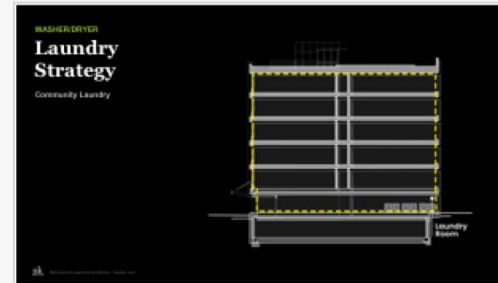 WASHER/DRYER
Laundry
Strategy
Community Laundry
Laundry
Room